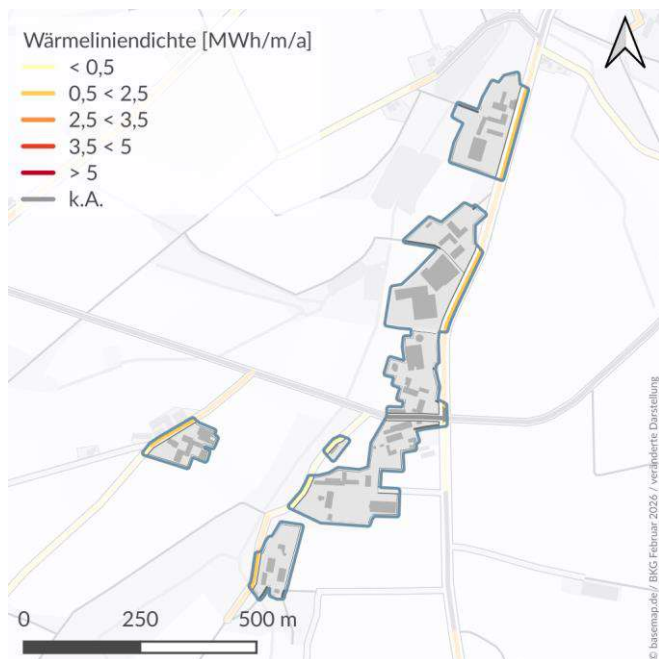 Wärmeliniendichte [MWh/m/a]
< 0,5
0,5 < 2,5
2,5 < 3,5
3,5 < 5
> 5
k.A.
© basemap.de / BKG Februar 2026 / veränderte Darstellung
0 250 500 m